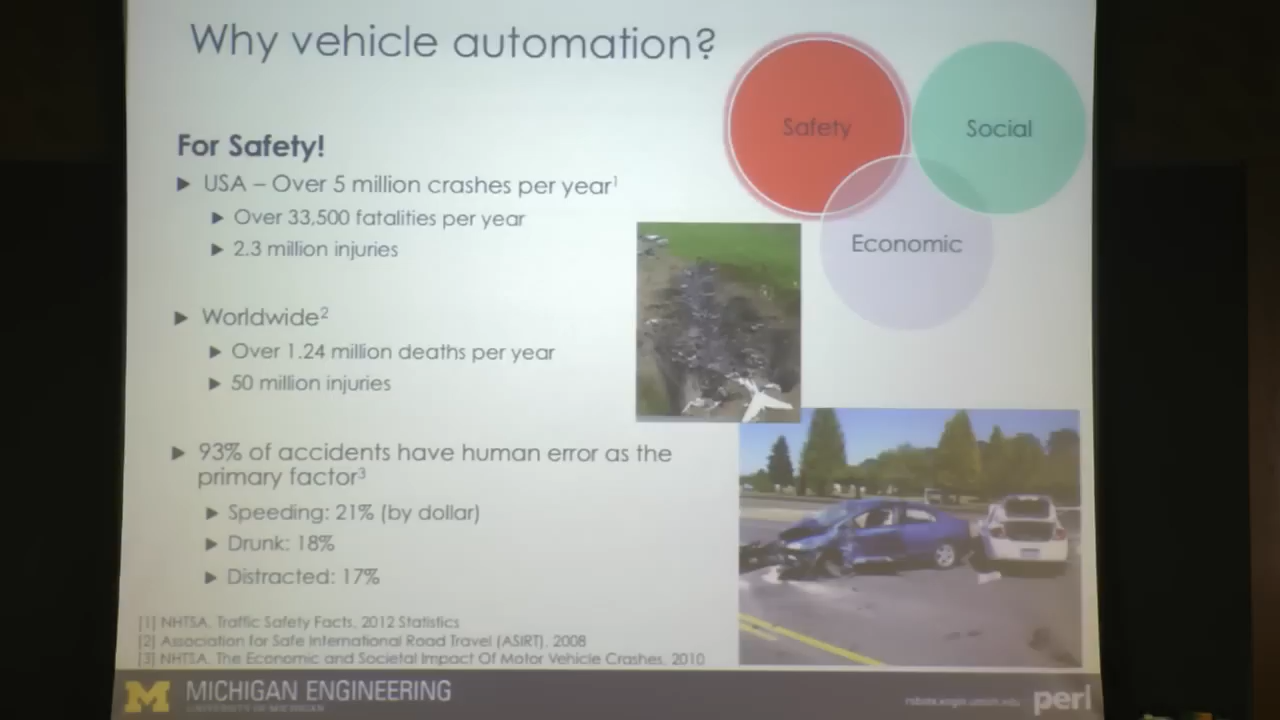 Why vehicle automation?
Safety
Social
Economic
For Safety!
▶ USA – Over 5 million crashes per year¹
▶ Over 33,500 fatalities per year
▶ 2.3 million injuries
▶ Worldwide²
▶ Over 1.24 million deaths per year
▶ 50 million injuries
▶ 93% of accidents have human error as the
primary factor³
▶ Speeding: 21% (by dollar)
▶ Drunk: 18%
▶ Distracted: 17%
[1] NHTSA. Traffic Safety Facts, 2012 Statistics
[2] Association for Safe International Road Travel (ASIRT), 2008
[3] NHTSA. The Economic and Societal Impact Of Motor Vehicle Crashes, 2010
M MICHIGAN ENGINEERING
UNIVERSITY OF MICHIGAN
perl